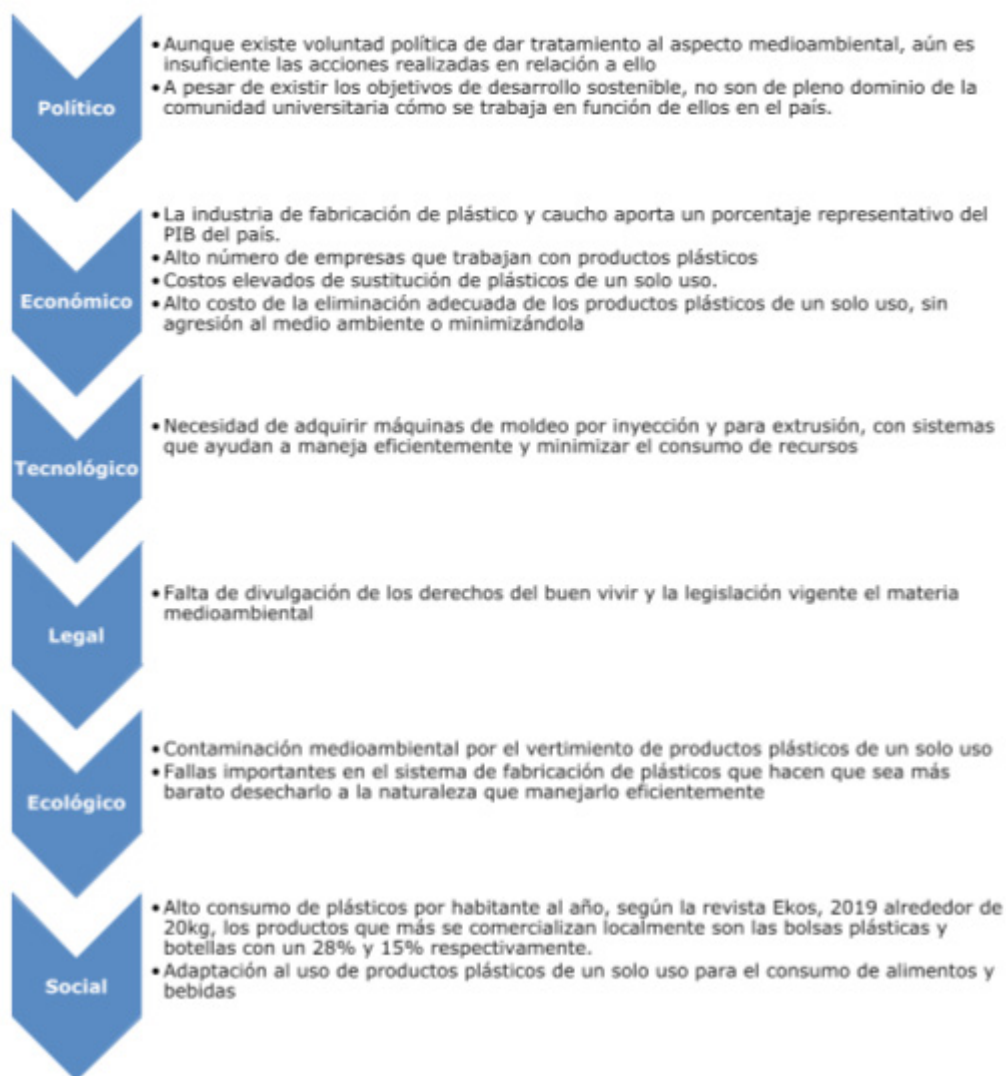 Político
• Aunque existe voluntad política de dar tratamiento al aspecto medioambiental, aún es
insuficiente las acciones realizadas en relación a ello
• A pesar de existir los objetivos de desarrollo sostenible, no son de pleno dominio de la
comunidad universitaria cómo se trabaja en función de ellos en el país.
Económico
• La industria de fabricación de plástico y caucho aporta un porcentaje representativo del
PIB del país.
• Alto número de empresas que trabajan con productos plásticos
• Costos elevados de sustitución de plásticos de un solo uso.
• Alto costo de la eliminación adecuada de los productos plásticos de un solo uso, sin
agresión al medio ambiente o minimizándola
Tecnológico
• Necesidad de adquirir máquinas de moldeo por inyección y para extrusión, con sistemas
que ayudan a maneja eficientemente y minimizar el consumo de recursos
Legal
• Falta de divulgación de los derechos del buen vivir y la legislación vigente el materia
medioambiental
Ecológico
• Contaminación medioambiental por el vertimiento de productos plásticos de un solo uso
• Fallas importantes en el sistema de fabricación de plásticos que hacen que sea más
barato desecharlo a la naturaleza que manejarlo eficientemente
Social
• Alto consumo de plásticos por habitante al año, según la revista Ekos, 2019 alrededor de
20kg, los productos que más se comercializan localmente son las bolsas plásticas y
botellas con un 28% y 15% respectivamente.
• Adaptación al uso de productos plásticos de un solo uso para el consumo de alimentos y
bebidas